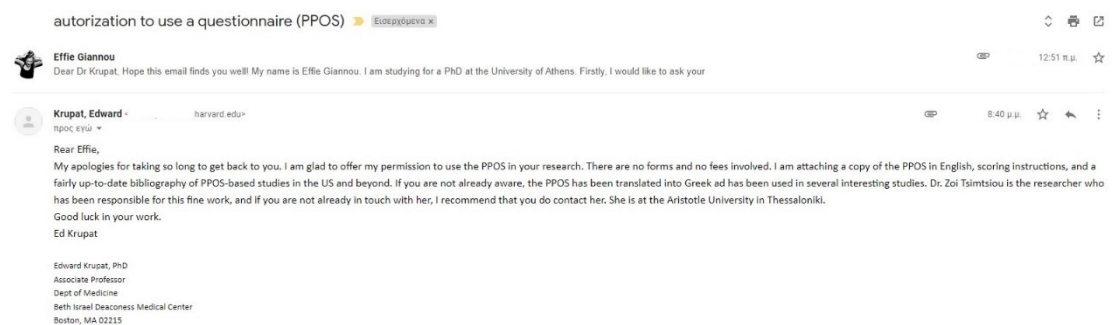 autorization to use a questionnaire (PPOS) Εισερχόμενα x
Effie Giannou
12:51 π.μ.
Dear Dr Krupat, Hope this email finds you well! My name is Effie Giannou. I am studying for a PhD at the University of Athens. Firstly, I would like to ask your
Krupat, Edward < harvard.edu>
8:40 μ.μ.
προς εγώ
Rear Effie,
My apologies for taking so long to get back to you. I am glad to offer my permission to use the PPOS in your research. There are no forms and no fees involved. I am attaching a copy of the PPOS in English, scoring instructions, and a
fairly up-to-date bibliography of PPOS-based studies in the US and beyond. If you are not already aware, the PPOS has been translated into Greek ad has been used in several interesting studies. Dr. Zoi Tsimtsiou is the researcher who
has been responsible for this fine work, and if you are not already in touch with her, I recommend that you do contact her. She is at the Aristotle University in Thessaloniki.
Good luck in your work.
Ed Krupat
Edward Krupat, PhD
Associate Professor
Dept of Medicine
Beth Israel Deaconess Medical Center
Boston, MA 02215